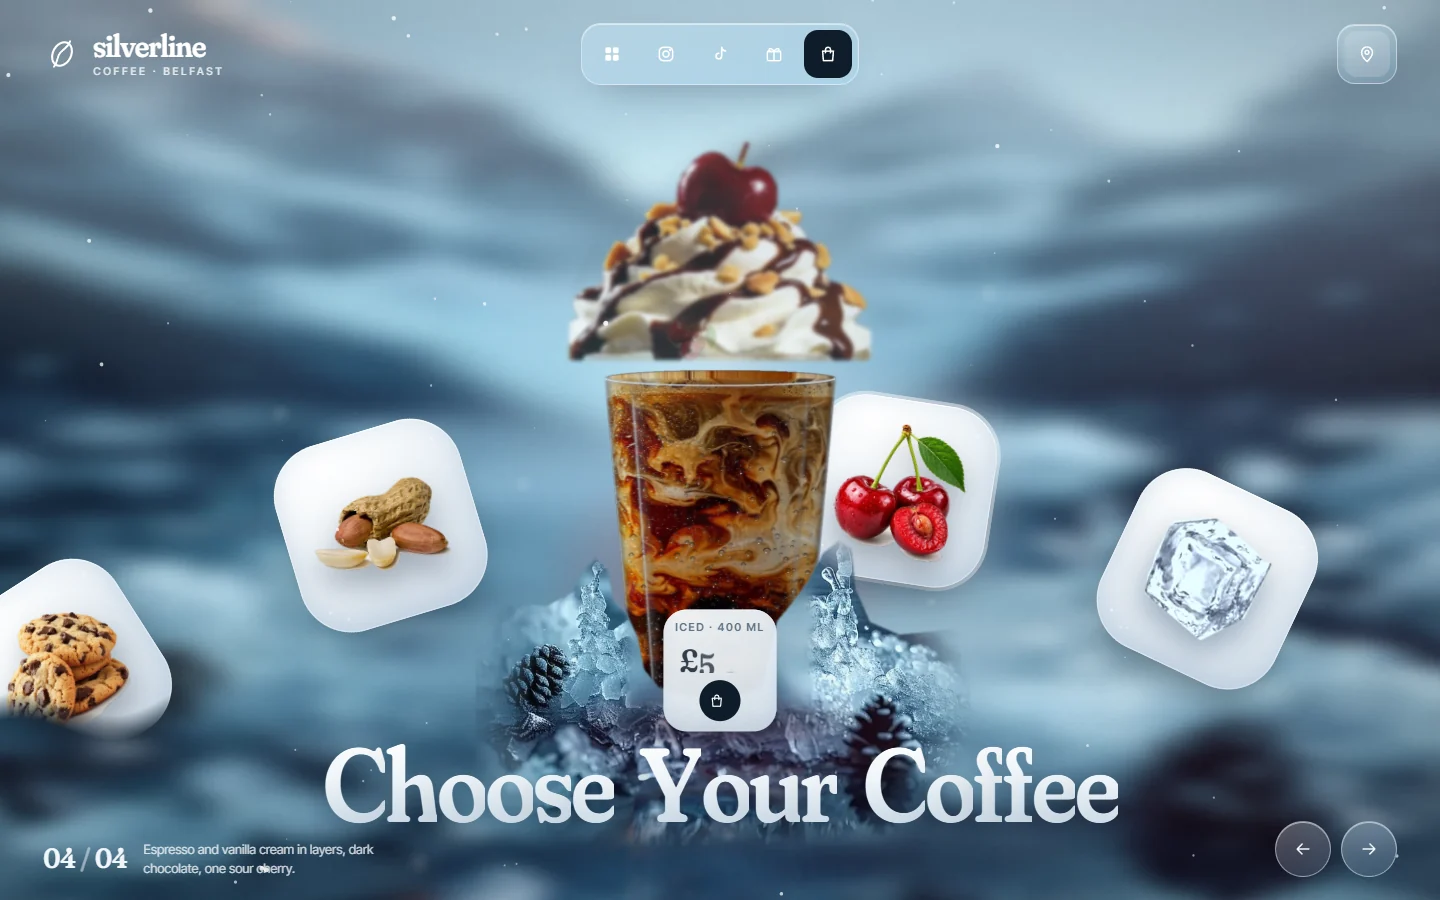 silverline
COFFEE · BELFAST
ICED · 400 ML
£5
Choose Your Coffee
04 / 04
Espresso and vanilla cream in layers, dark
chocolate, one sour cherry.